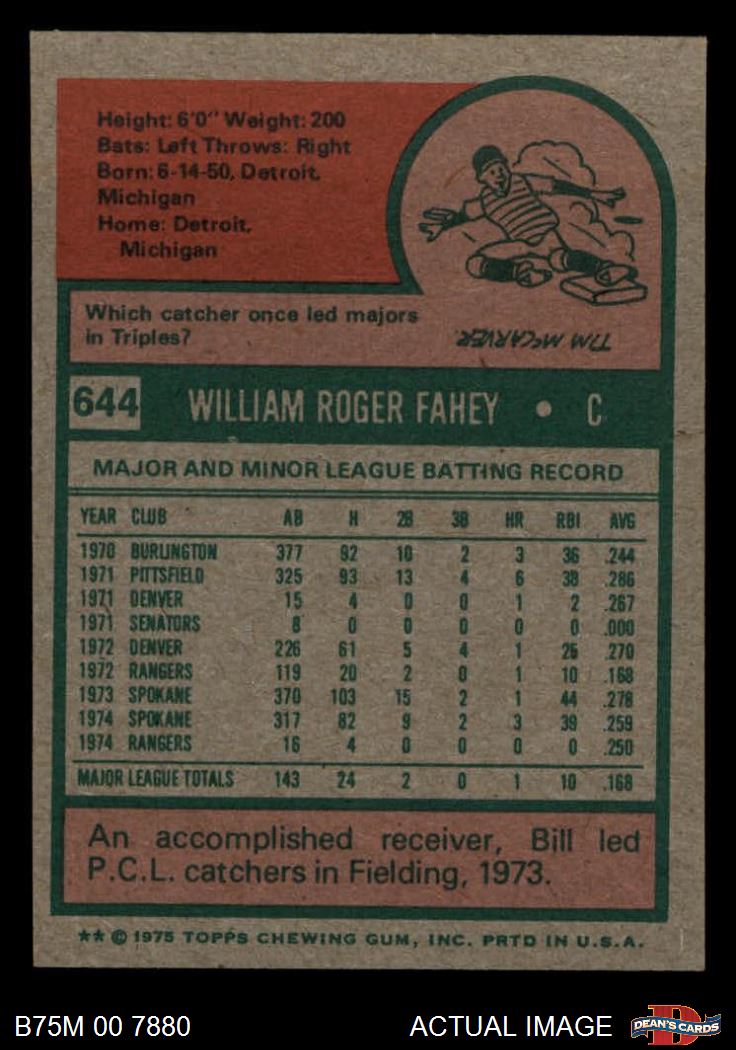 Height: 6'0" Weight: 200
Bats: Left Throws: Right
Born: 6-14-50, Detroit,
Michigan
Home: Detroit,
Michigan
Which catcher once led majors
in Triples?
TIM McCARVER.
644 WILLIAM ROGER FAHEY • C
MAJOR AND MINOR LEAGUE BATTING RECORD
YEAR CLUB AB H 2B 3B HR RBI AVG
1970 BURLINGTON 377 92 10 2 3 36 .244
1971 PITTSFIELD 325 93 13 4 6 38 .286
1971 DENVER 15 4 0 0 1 2 .267
1971 SENATORS 8 0 0 0 0 0 .000
1972 DENVER 226 61 5 4 1 25 .270
1972 RANGERS 119 20 2 0 1 10 .168
1973 SPOKANE 370 103 15 2 1 44 .278
1974 SPOKANE 317 82 9 2 3 39 .259
1974 RANGERS 16 4 0 0 0 0 .250
MAJOR LEAGUE TOTALS 143 24 2 0 1 10 .168
An accomplished receiver, Bill led
P.C.L. catchers in Fielding, 1973.
** © 1975 TOPPS CHEWING GUM, INC. PRTD IN U.S.A.
B75M 00 7880 ACTUAL IMAGE DEAN'S CARDS